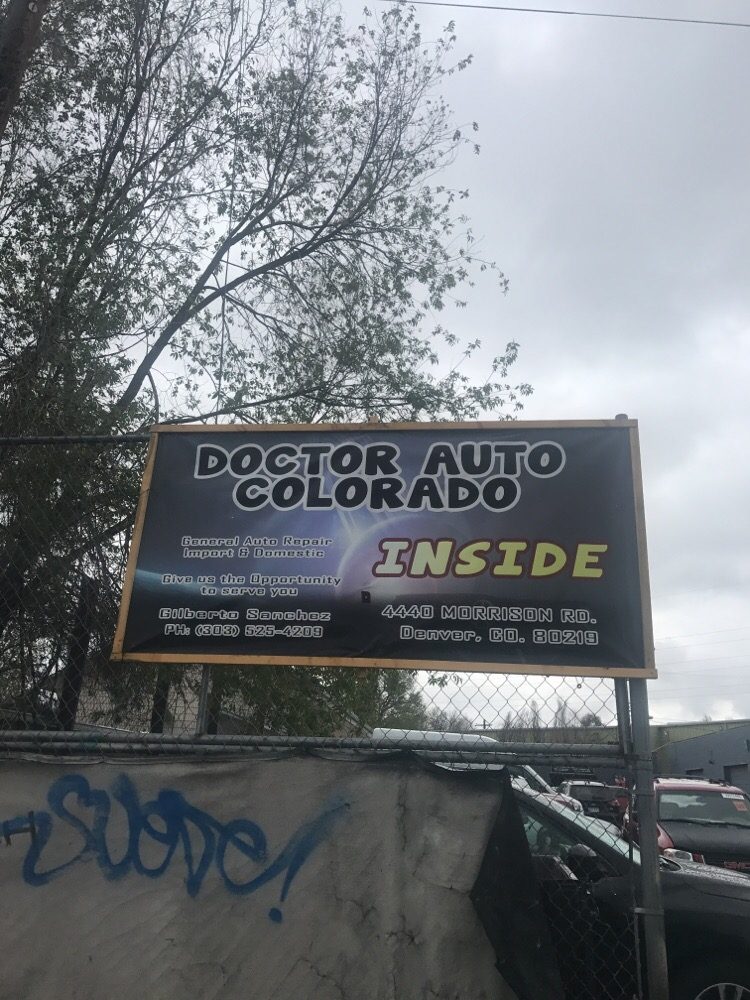 DOCTOR AUTO
COLORADO
General Auto Repair
Import & Domestic
INSIDE
Give us the Opportunity
to serve you
Gilberto Sanchez
PH: (303) 525-4209
4440 MORRISON RD.
Denver, CO. 80219
SUEDE!
GMC